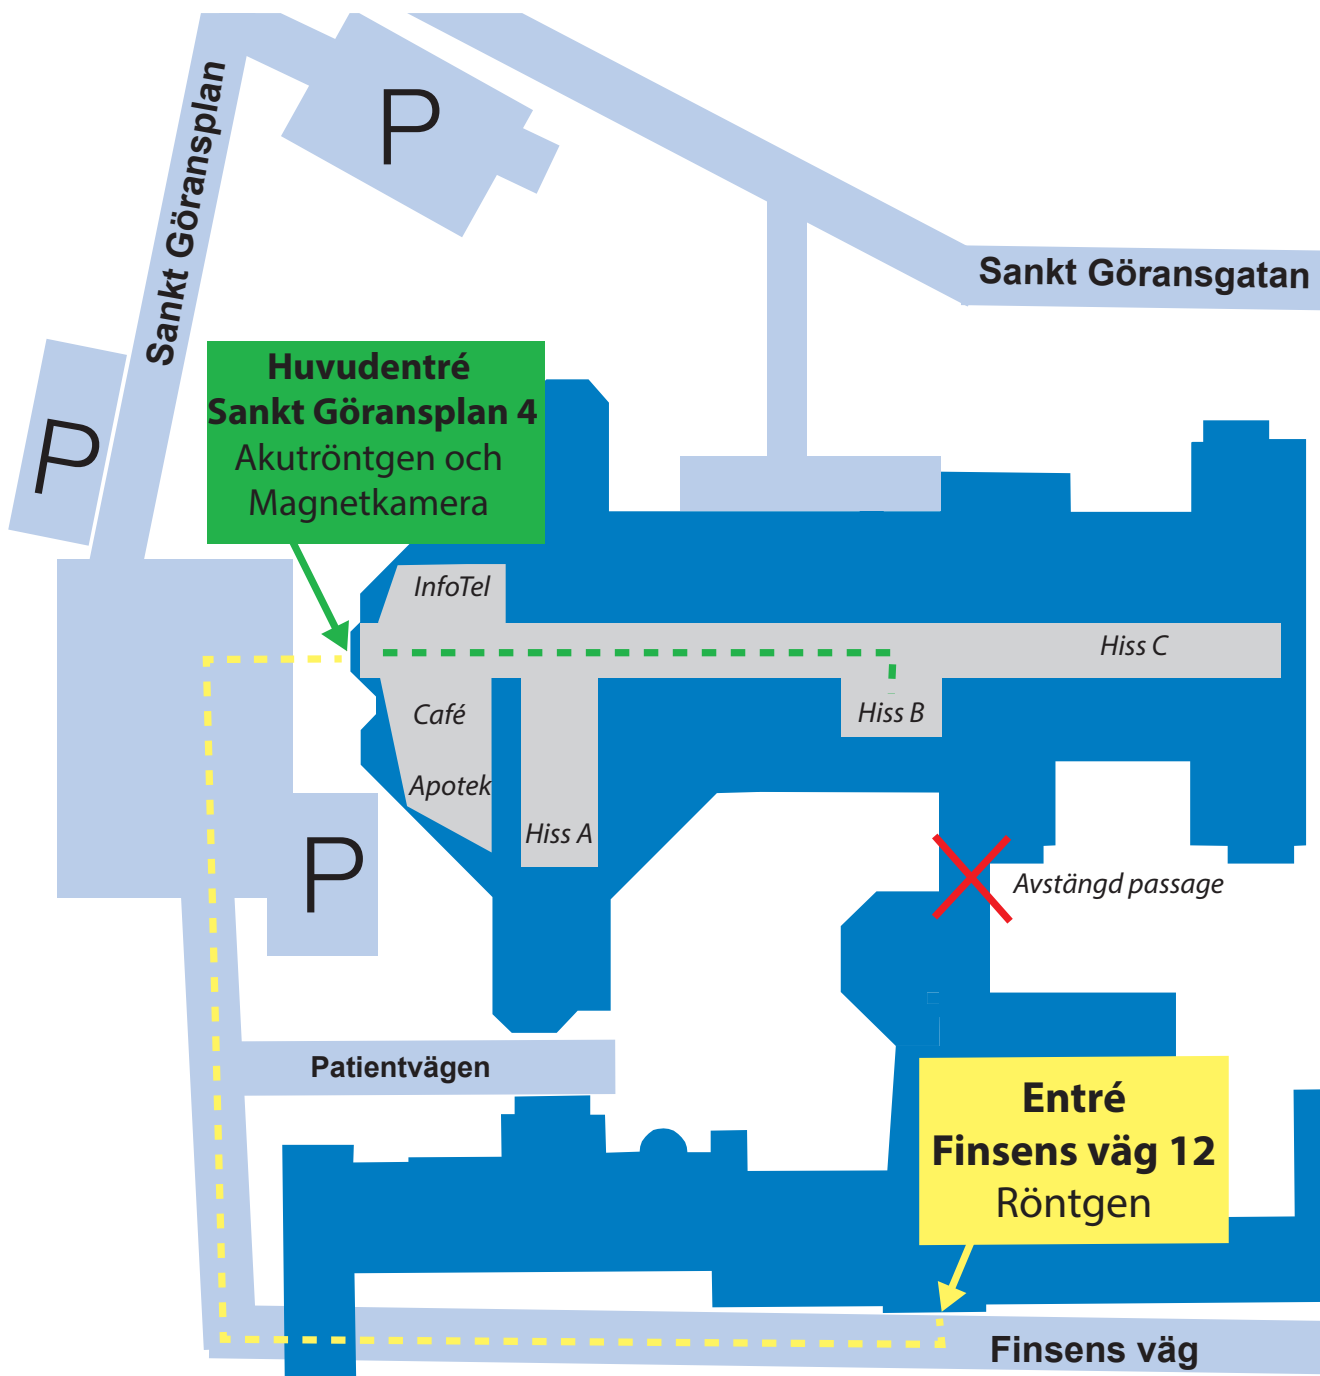 P
Sankt Göransplan
Sankt Göransgatan
Huvudentré
Sankt Göransplan 4
Akutröntgen och
Magnetkamera
P
InfoTel
Hiss C
Café
Hiss B
Apotek
Hiss A
P
Avstängd passage
Patientvägen
Entré
Finsens väg 12
Röntgen
Finsens väg